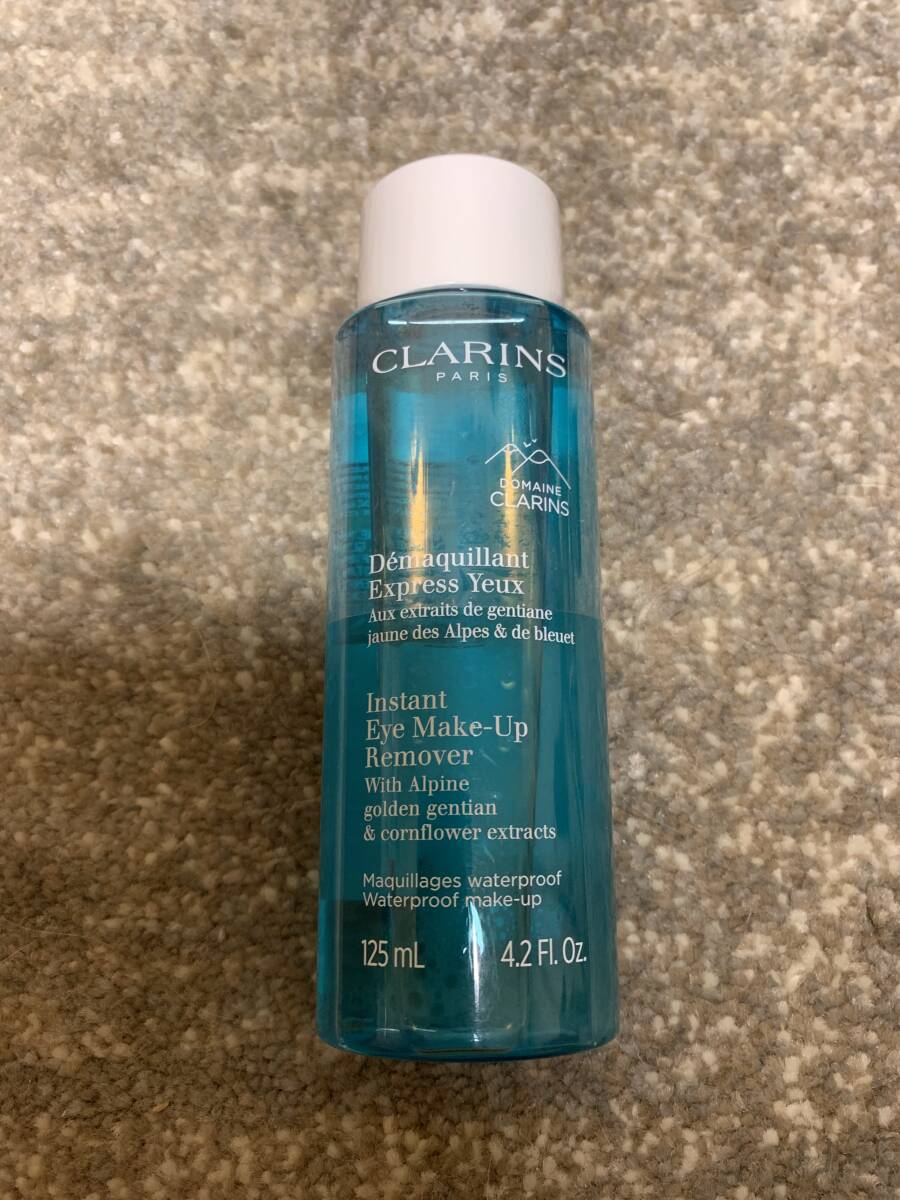 CLARINS
PARIS
DOMAINE
CLARINS
Démaquillant
Express Yeux
Aux extraits de gentiane
jaune des Alpes & de bleuet
Instant
Eye Make-Up
Remover
With Alpine
golden gentian
& cornflower extracts
Maquillages waterproof
Waterproof make-up
125 mL 4.2 Fl. Oz.